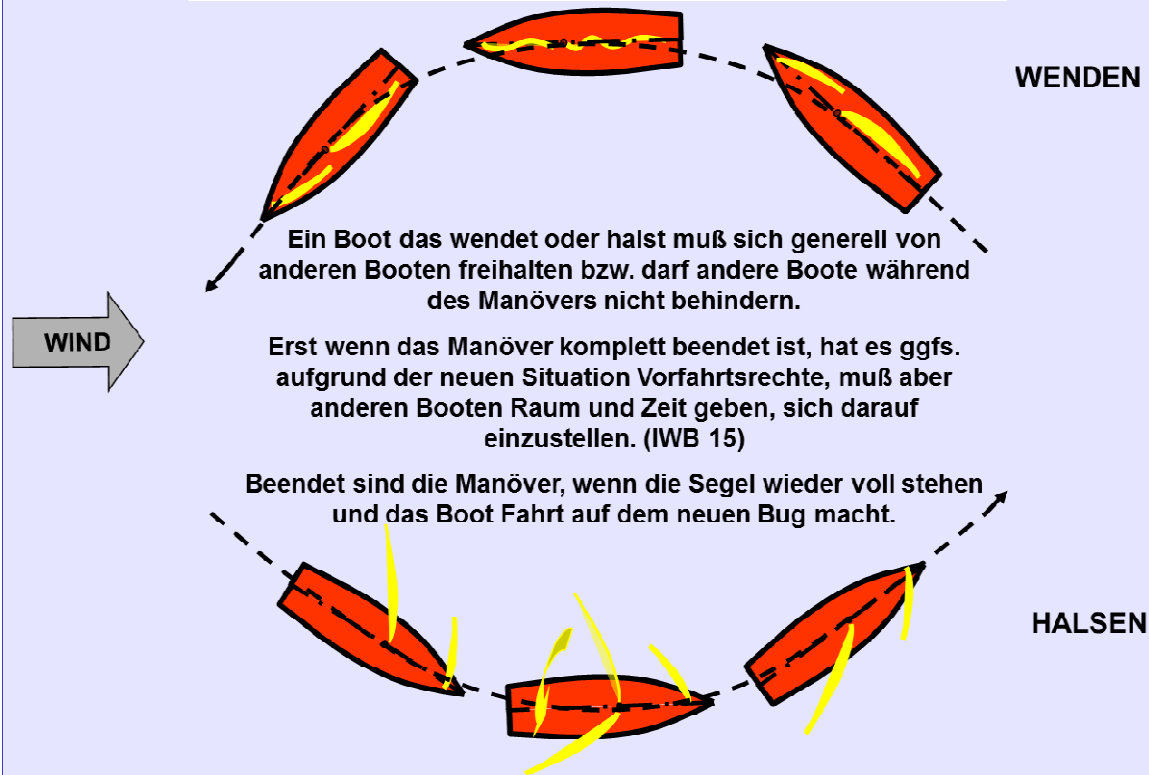 WENDEN
Ein Boot das wendet oder halst muß sich generell von
anderen Booten freihalten bzw. darf andere Boote während
des Manövers nicht behindern.
WIND
Erst wenn das Manöver komplett beendet ist, hat es ggfs.
aufgrund der neuen Situation Vorfahrtsrechte, muß aber
anderen Booten Raum und Zeit geben, sich darauf
einzustellen. (IWB 15)
Beendet sind die Manöver, wenn die Segel wieder voll stehen
und das Boot Fahrt auf dem neuen Bug macht.
HALSEN